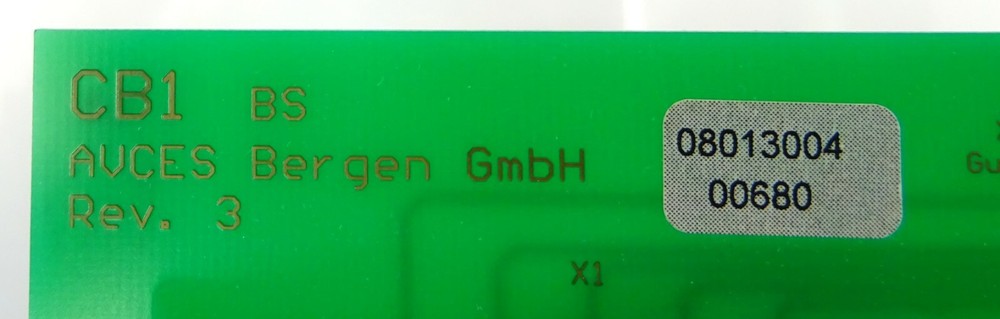 CB1 BS
AVCES Bergen GmbH
Rev. 3
08013004
00680
X1